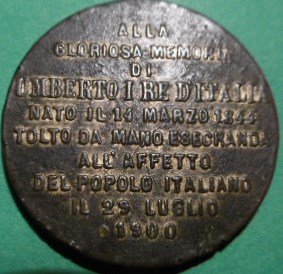 ALLA
GLORIOSA MEMORIA
DI
UMBERTO I RE D'ITALIA
NATO IL 14 MARZO 1844
TOLTO DA MANO ESECRANDA
ALL'AFFETTO
DEL POPOLO ITALIANO
IL 29 LUGLIO
1900